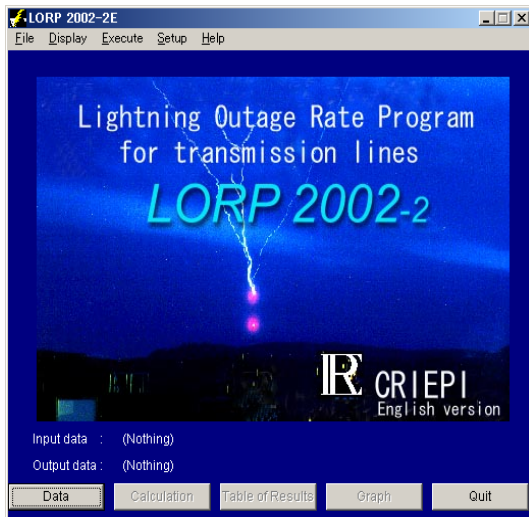 LORP 2002-2E
File Display Execute Setup Help
Lightning Outage Rate Program
for transmission lines
LORP 2002-2
CRIEPI
English version
Input data : (Nothing)
Output data : (Nothing)
Data Calculation Table of Results Graph Quit